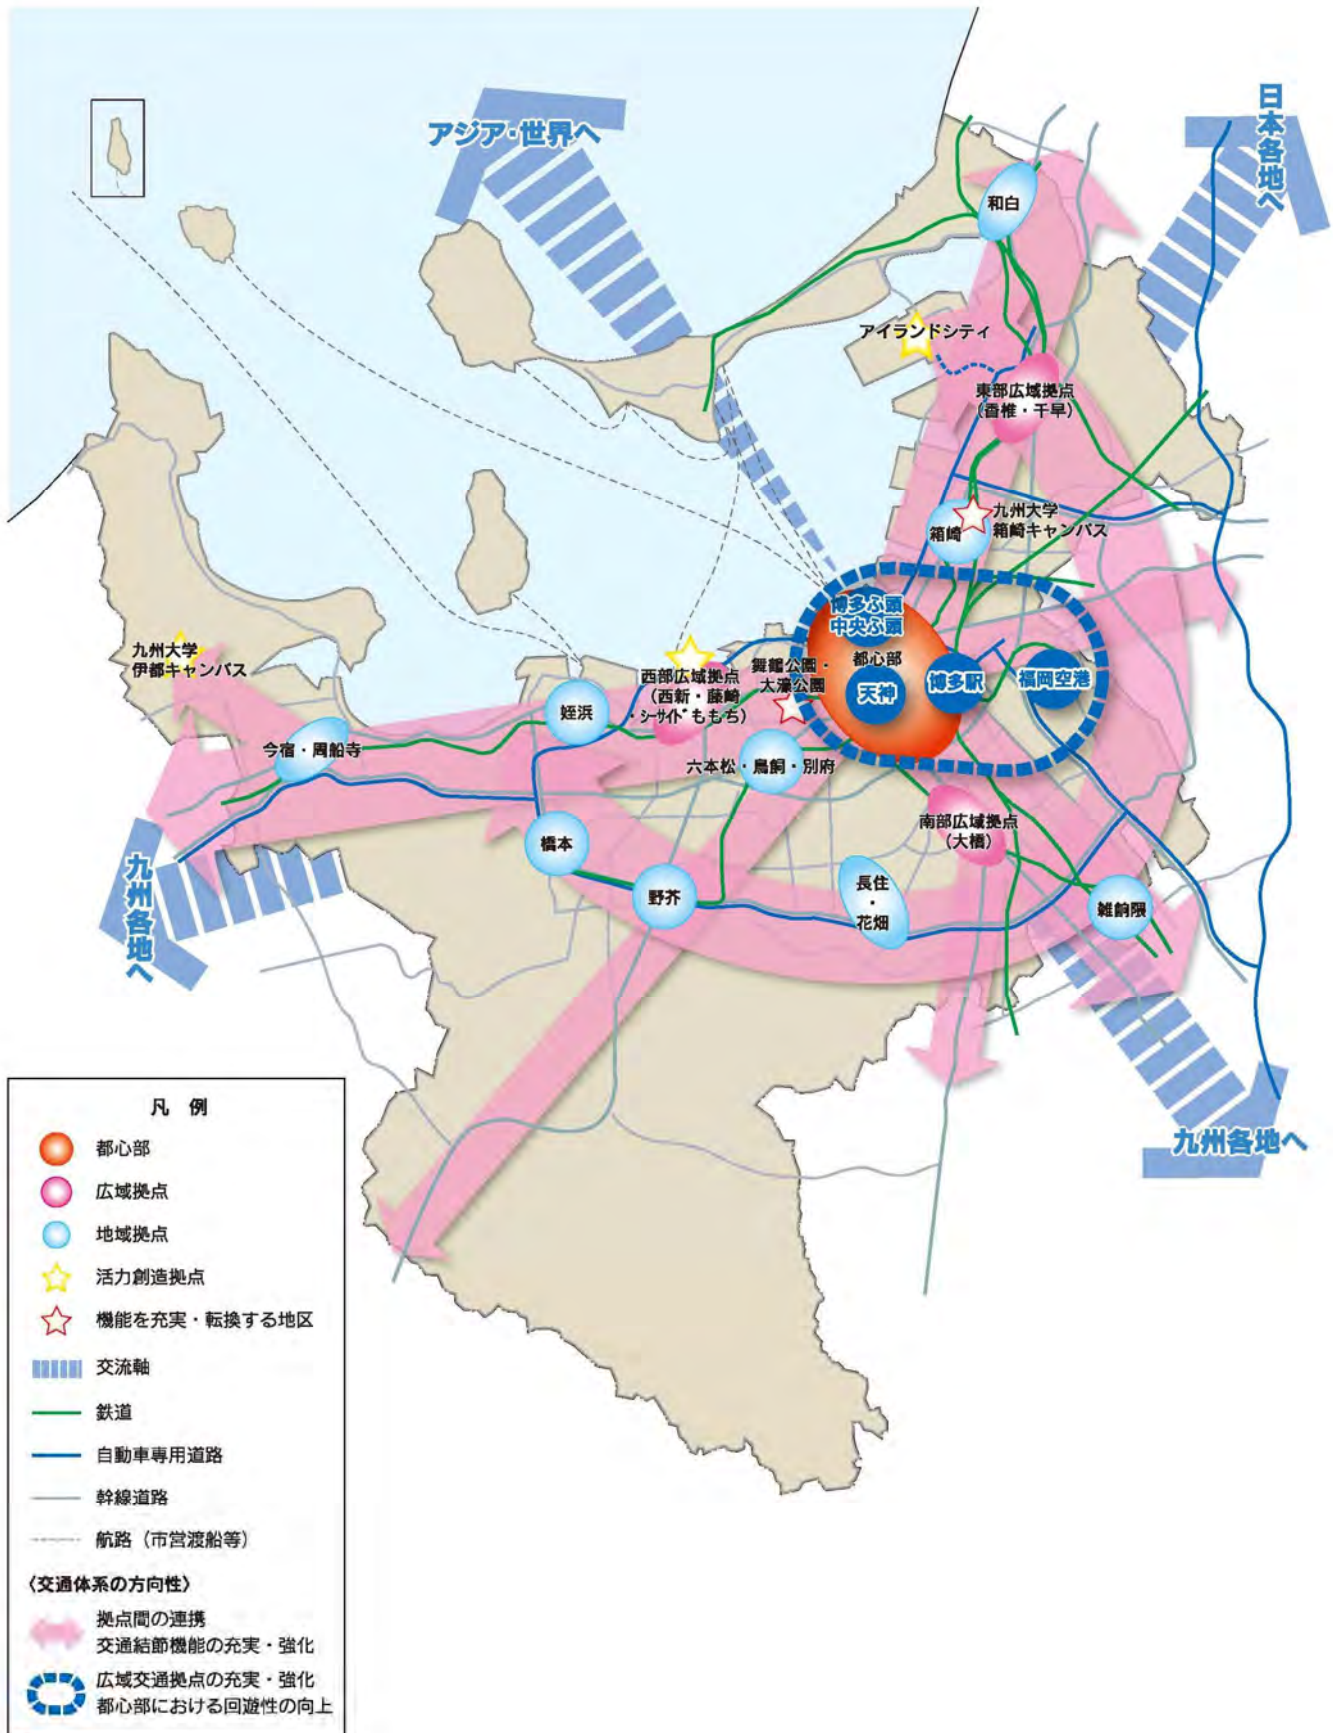 アジア・世界へ
日本各地へ
和白
アイランドシティ
東部広域拠点
（香椎・千早）
九州大学
箱崎キャンパス
箱崎
博多ふ頭
中央ふ頭
都心部
天神
博多駅
福岡空港
舞鶴公園・
大濠公園
西部広域拠点
（西新・藤崎
・シーサイドももち）
九州大学
伊都キャンパス
姪浜
今宿・周船寺
六本松・鳥飼・別府
南部広域拠点
（大橋）
橋本
野芥
長住
・
花畑
雑餉隈
九州各地へ
九州各地へ
凡　例
都心部
広域拠点
地域拠点
活力創造拠点
機能を充実・転換する地区
交流軸
鉄道
自動車専用道路
幹線道路
航路（市営渡船等）
〈交通体系の方向性〉
拠点間の連携
交通結節機能の充実・強化
広域交通拠点の充実・強化
都心部における回遊性の向上